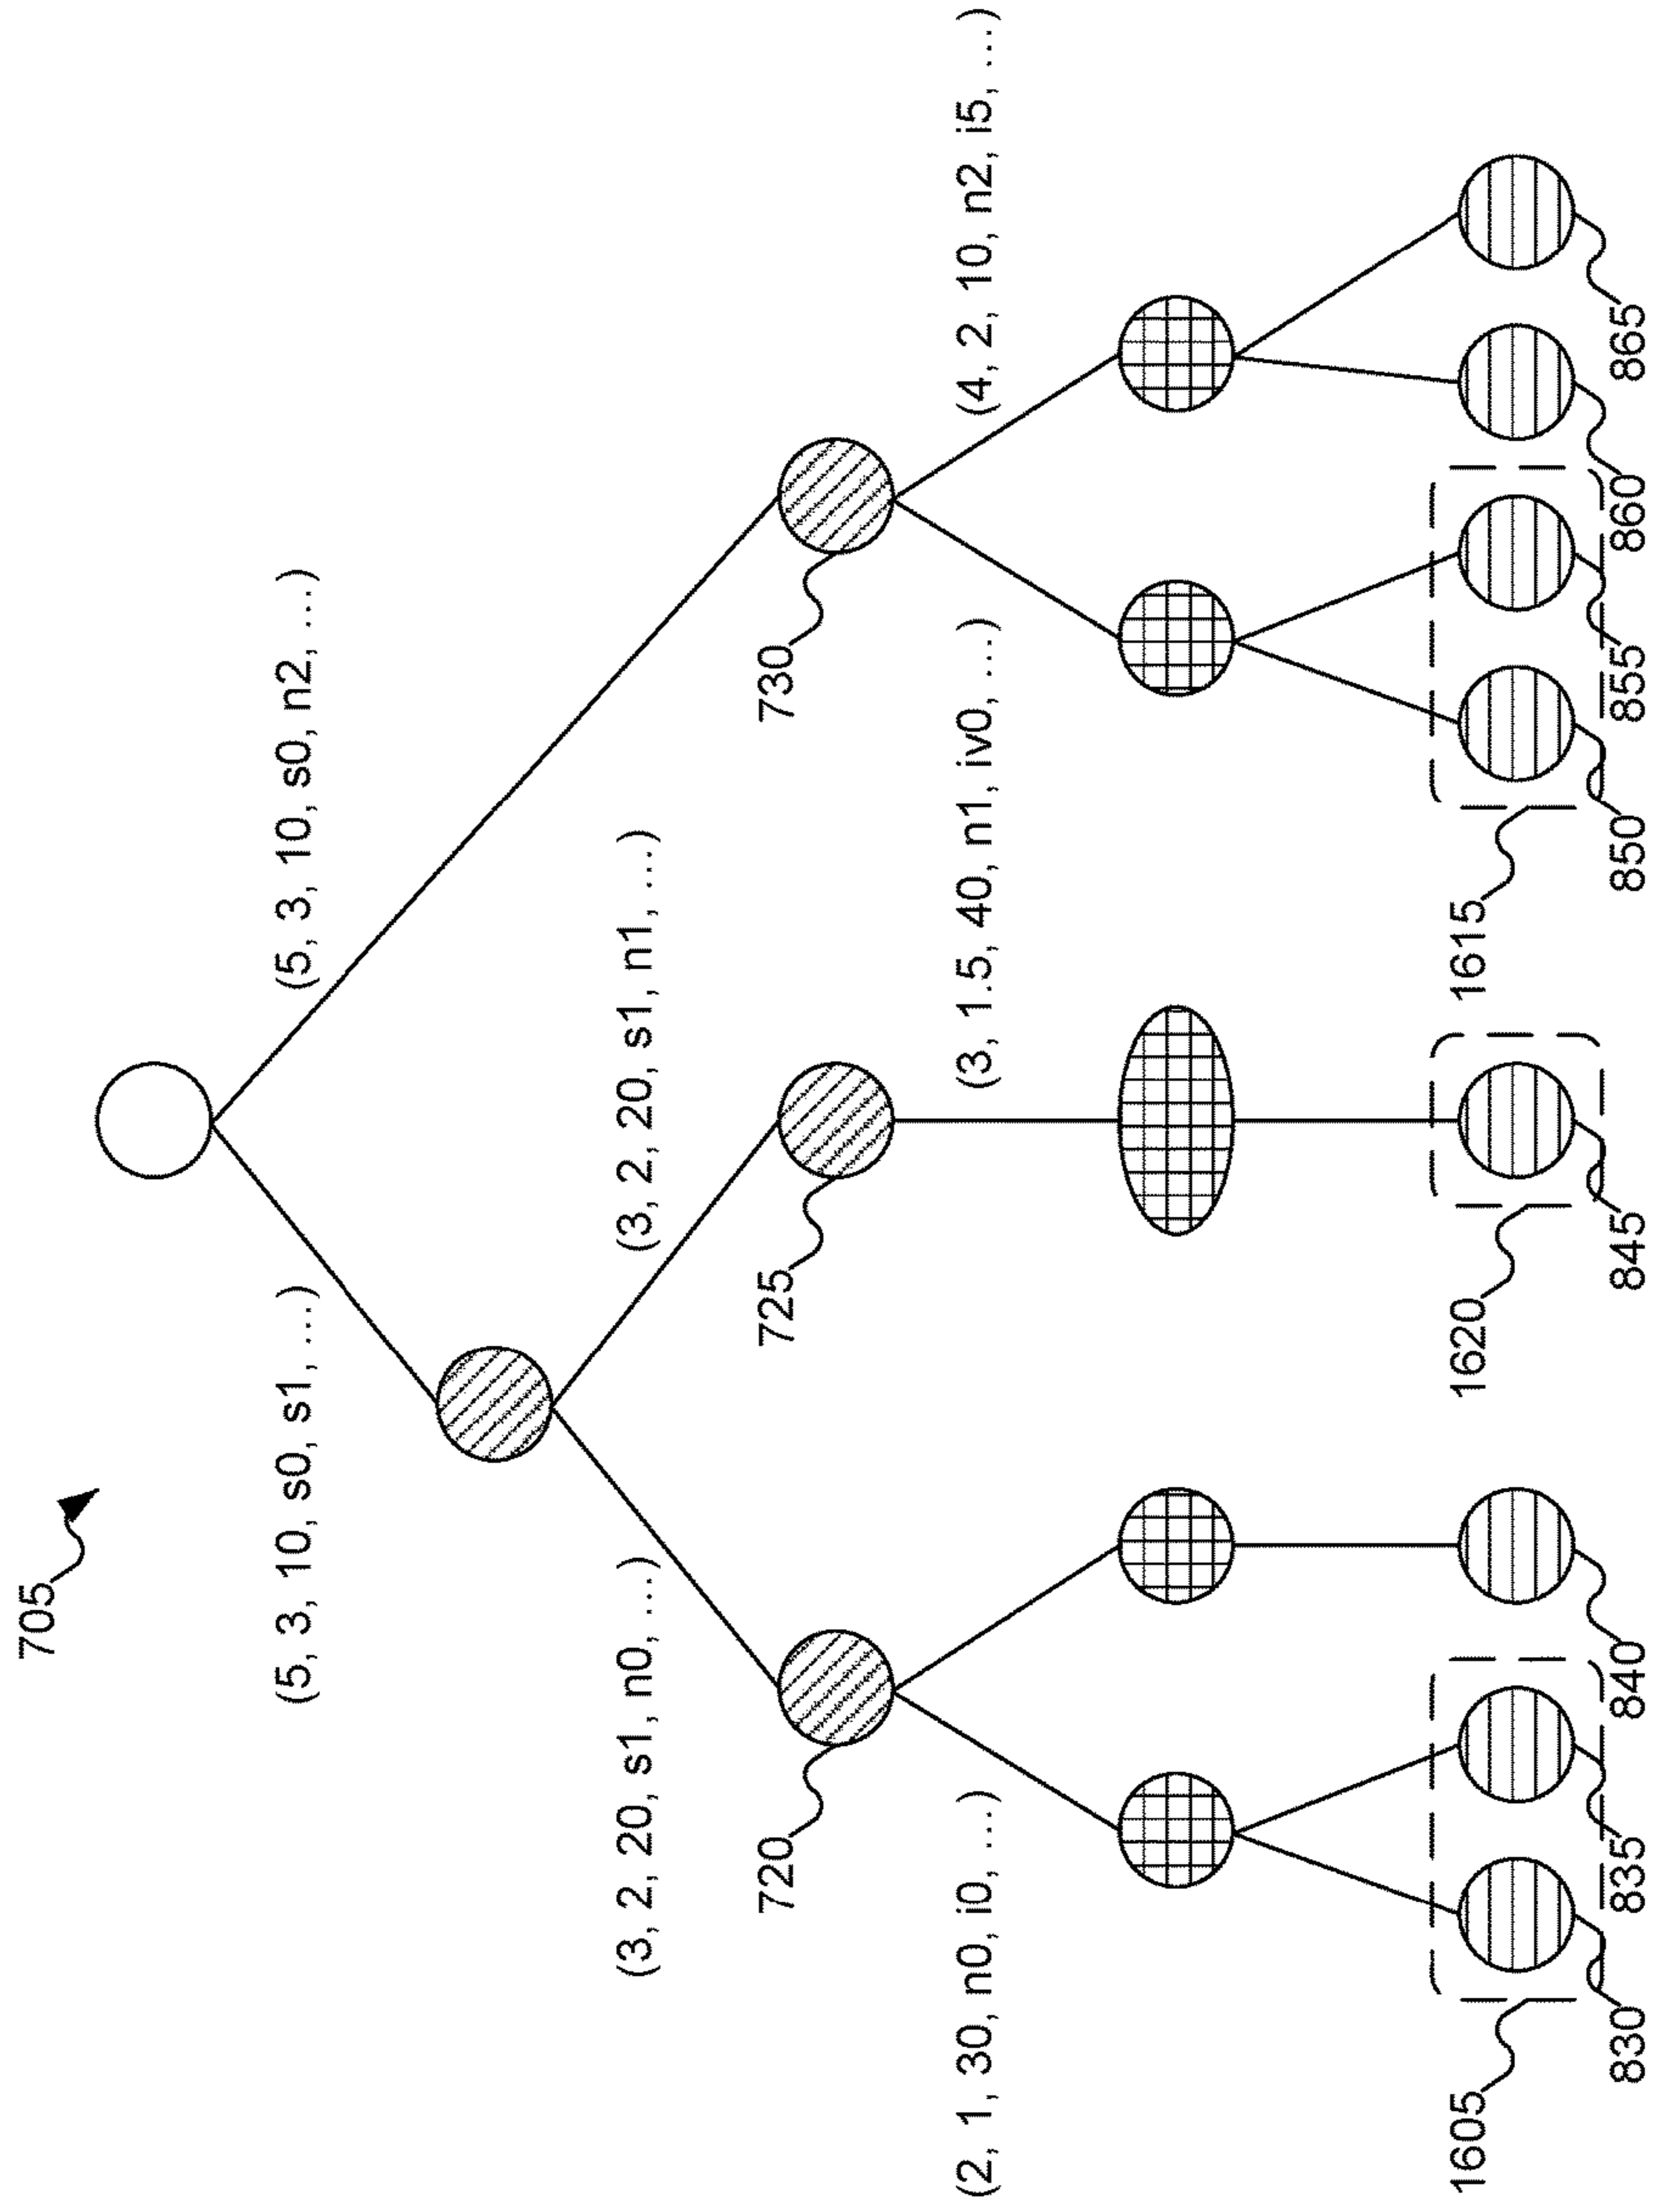 705
(5, 3, 10, s0, s1, ...)
(5, 3, 10, s0, n2, ...)
(3, 2, 20, s1, n0, ...)
(3, 2, 20, s1, n1, ...)
720
725
730
(2, 1, 30, n0, i0, ...)
(3, 1.5, 40, n1, iv0, ...)
(4, 2, 10, n2, i5, ...)
1605
1620
1615
830
835
840
845
850
855
860
865